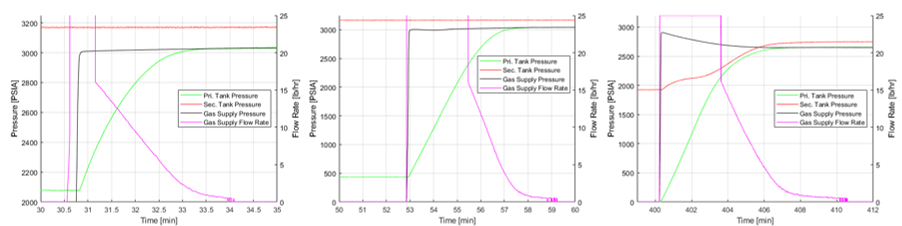 3200
3000
2800
2600
2400
2200
2000
Pressure [PSIA]
30 30.5 31 31.5 32 32.5 33 33.5 34 34.5 35
Time [min]
25
20
15
10
5
0
Flow Rate [lb/hr]
Pri. Tank Pressure
Sec. Tank Pressure
Gas Supply Pressure
Gas Supply Flow Rate
3000
2500
2000
1500
1000
500
0
Pressure [PSIA]
50 51 52 53 54 55 56 57 58 59 60
Time [min]
25
20
15
10
5
0
Flow Rate [lb/hr]
Pri. Tank Pressure
Sec. Tank Pressure
Gas Supply Pressure
Gas Supply Flow Rate
3000
2500
2000
1500
1000
500
0
Pressure [PSIA]
400 402 404 406 408 410 412
Time [min]
25
20
15
10
5
0
Flow Rate [lb/hr]
Pri. Tank Pressure
Sec. Tank Pressure
Gas Supply Pressure
Gas Supply Flow Rate